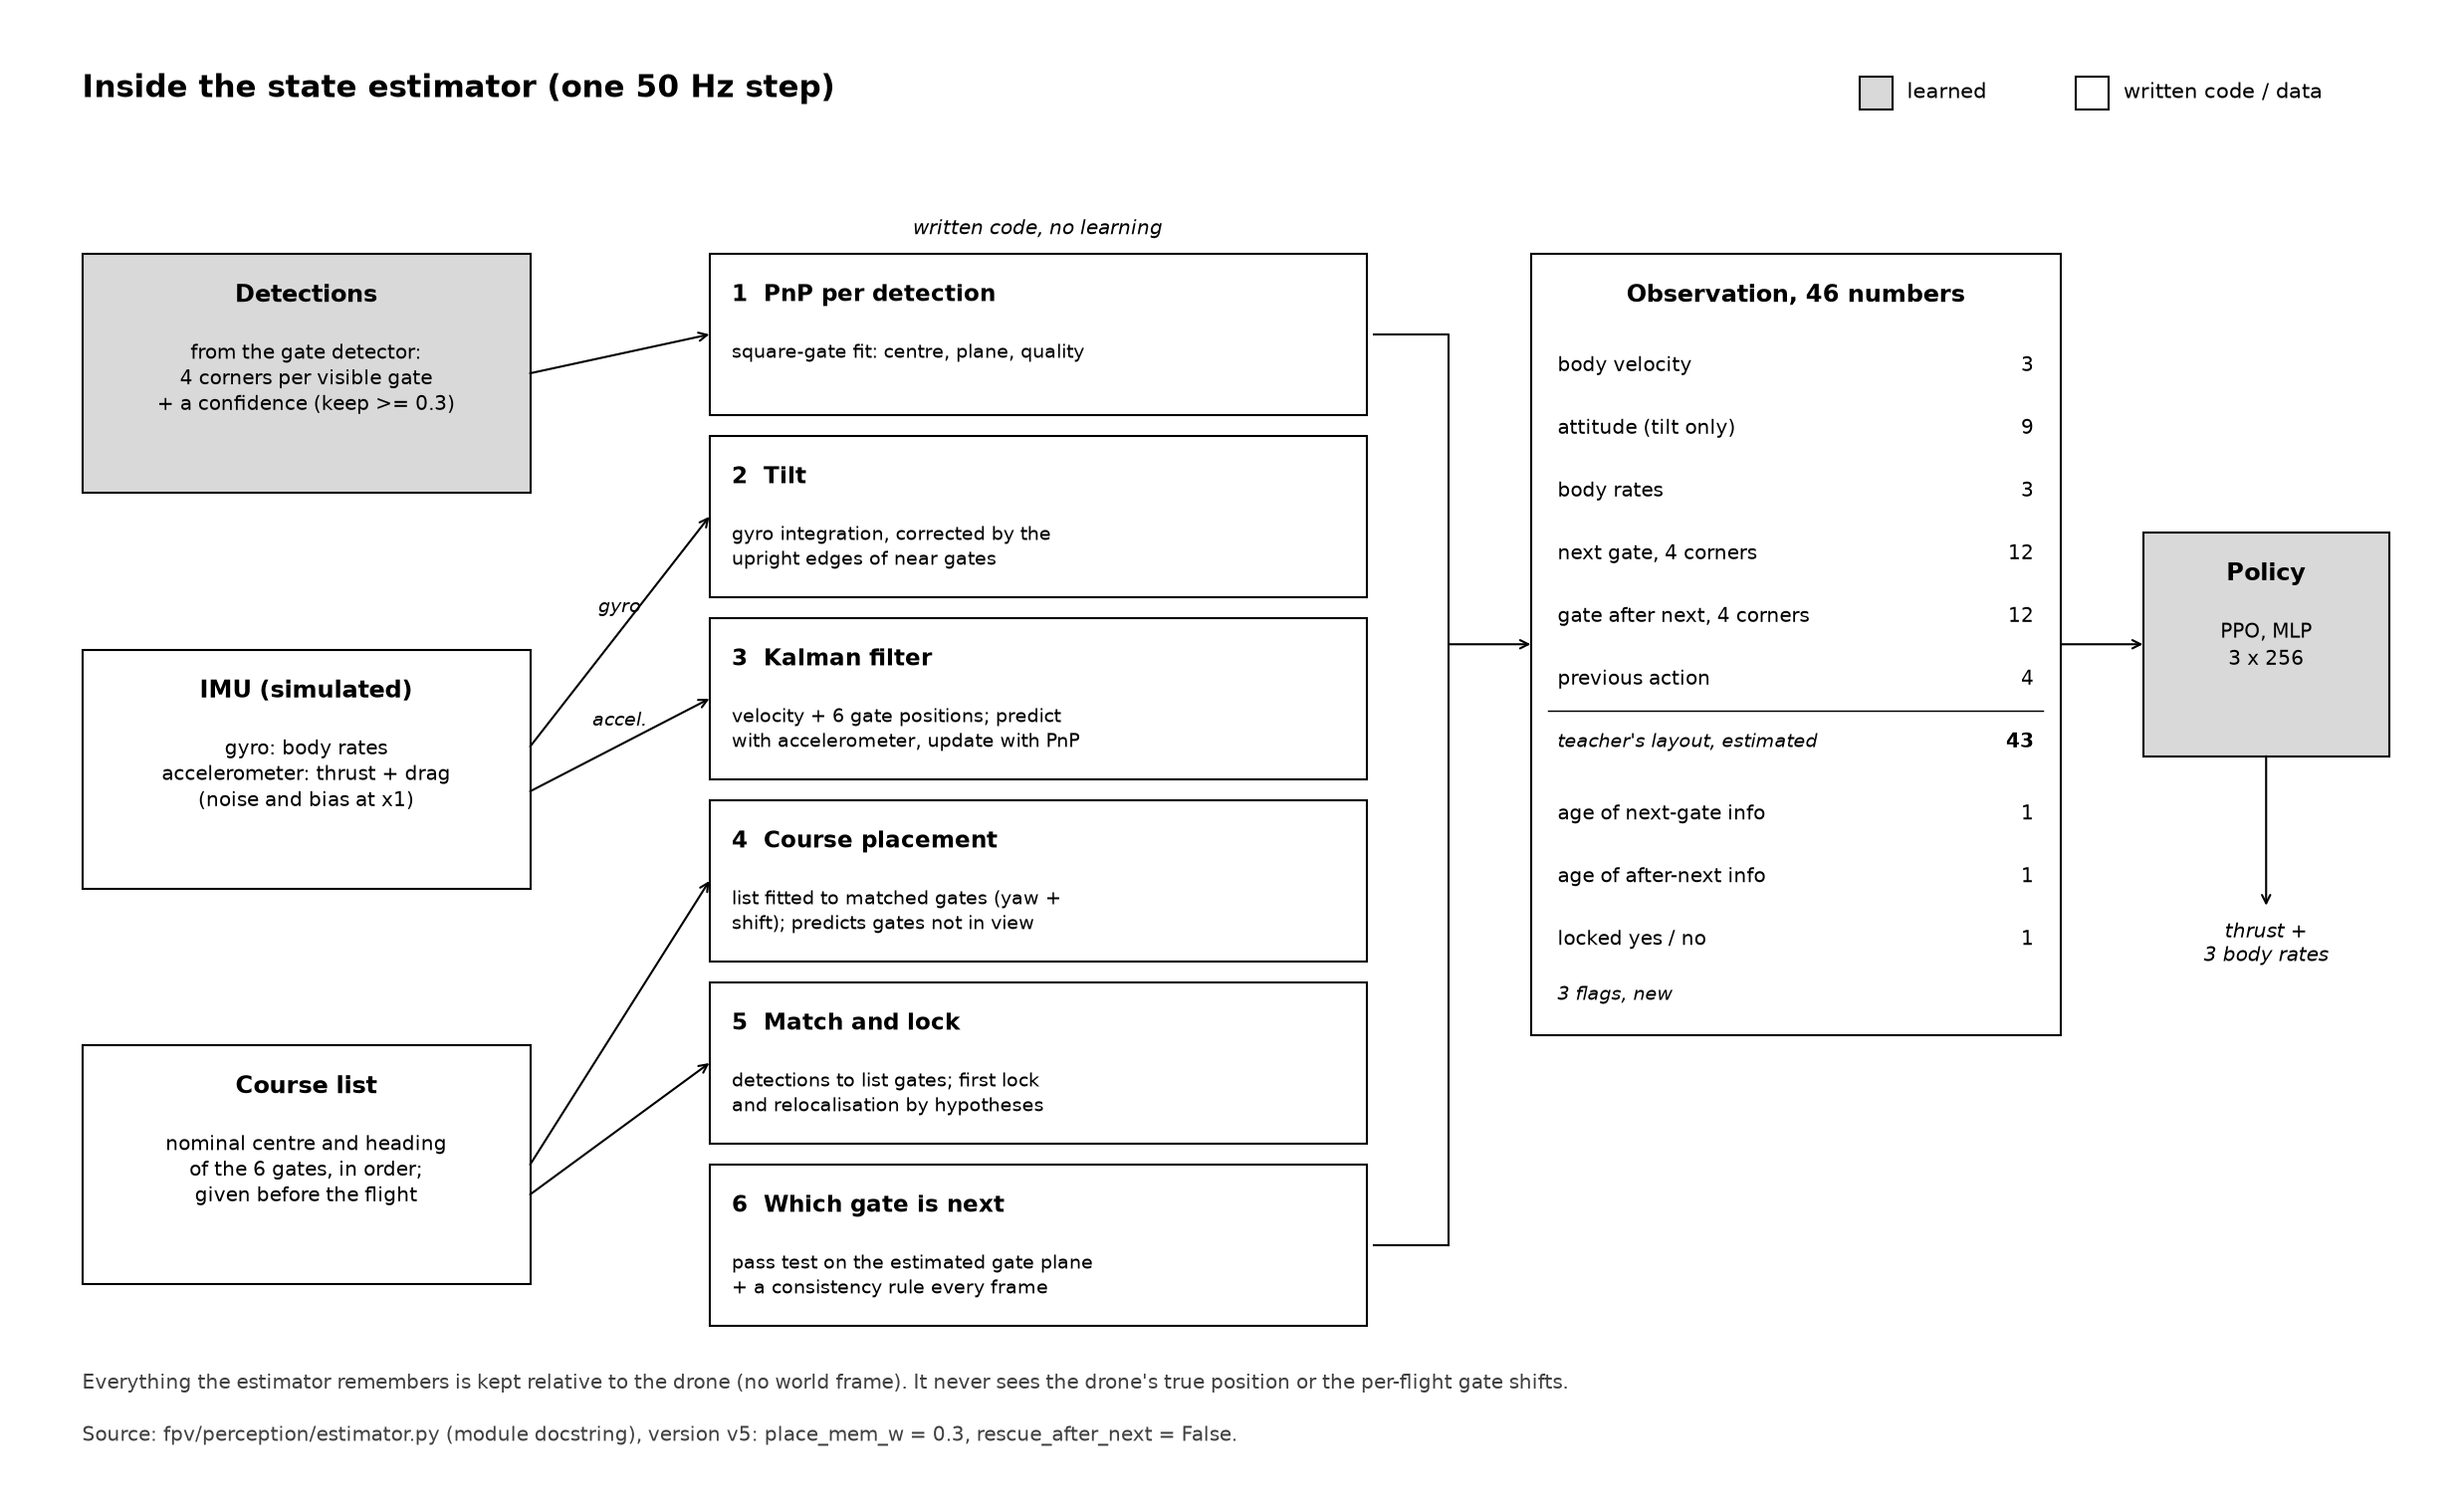 Inside the state estimator (one 50 Hz step)
learned
written code / data
written code, no learning
Detections
from the gate detector:
4 corners per visible gate
+ a confidence (keep >= 0.3)
IMU (simulated)
gyro: body rates
accelerometer: thrust + drag
(noise and bias at x1)
Course list
nominal centre and heading
of the 6 gates, in order;
given before the flight
gyro
accel.
1 PnP per detection
square-gate fit: centre, plane, quality
2 Tilt
gyro integration, corrected by the
upright edges of near gates
3 Kalman filter
velocity + 6 gate positions; predict
with accelerometer, update with PnP
4 Course placement
list fitted to matched gates (yaw +
shift); predicts gates not in view
5 Match and lock
detections to list gates; first lock
and relocalisation by hypotheses
6 Which gate is next
pass test on the estimated gate plane
+ a consistency rule every frame
Observation, 46 numbers
body velocity 3
attitude (tilt only) 9
body rates 3
next gate, 4 corners 12
gate after next, 4 corners 12
previous action 4
teacher's layout, estimated 43
age of next-gate info 1
age of after-next info 1
locked yes / no 1
3 flags, new
Policy
PPO, MLP
3 x 256
thrust +
3 body rates
Everything the estimator remembers is kept relative to the drone (no world frame). It never sees the drone's true position or the per-flight gate shifts.
Source: fpv/perception/estimator.py (module docstring), version v5: place_mem_w = 0.3, rescue_after_next = False.